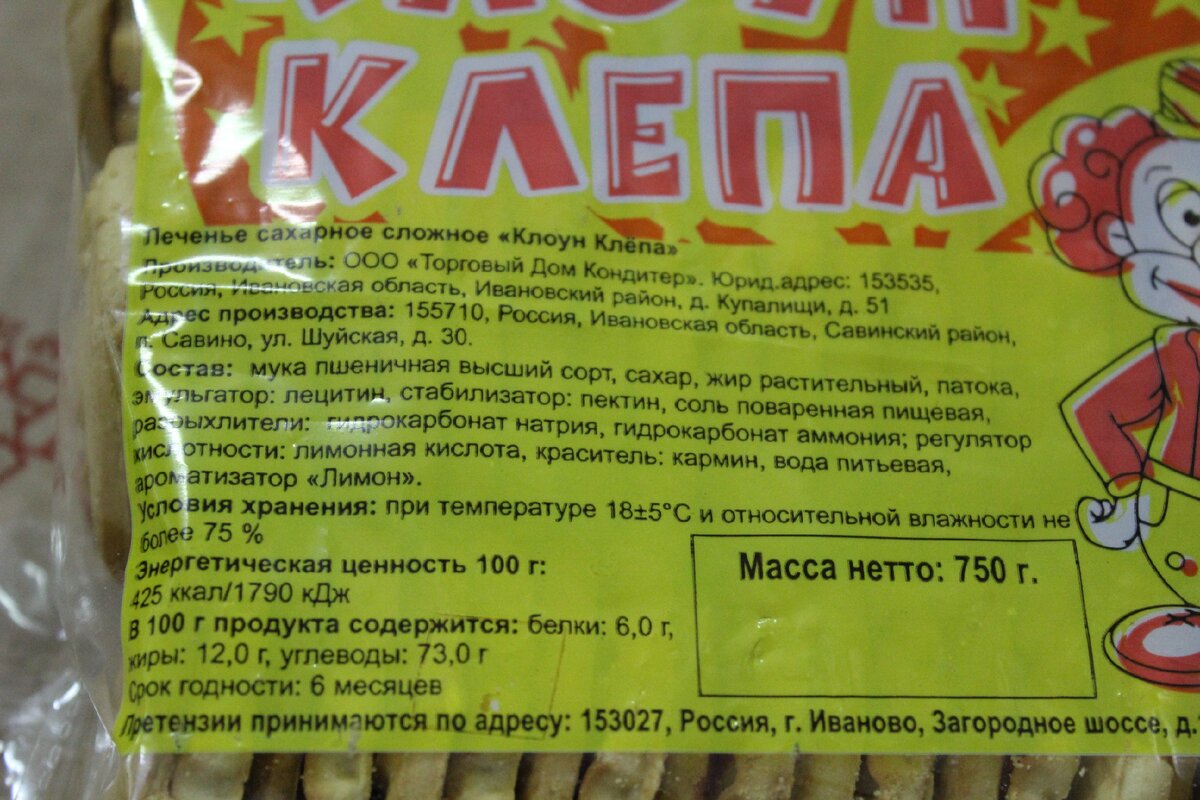 КЛОУН
КЛЕПА
Печенье сахарное сложное «Клоун Клёпа»
Производитель: ООО «Торговый Дом Кондитер». Юрид.адрес: 153535,
Россия, Ивановская область, Ивановский район, д. Купалищи, д. 51
Адрес производства: 155710, Россия, Ивановская область, Савинский район,
п. Савино, ул. Шуйская, д. 30.
Состав: мука пшеничная высший сорт, сахар, жир растительный, патока,
эмульгатор: лецитин, стабилизатор: пектин, соль поваренная пищевая,
разрыхлители: гидрокарбонат натрия, гидрокарбонат аммония; регулятор
кислотности: лимонная кислота, краситель: кармин, вода питьевая,
ароматизатор «Лимон».
Условия хранения: при температуре 18±5°С и относительной влажности не
более 75 %
Энергетическая ценность 100 г:
425 ккал/1790 кДж
В 100 г продукта содержится: белки: 6,0 г,
жиры: 12,0 г, углеводы: 73,0 г
Срок годности: 6 месяцев
Масса нетто: 750 г.
Претензии принимаются по адресу: 153027, Россия, г. Иваново, Загородное шоссе, д.